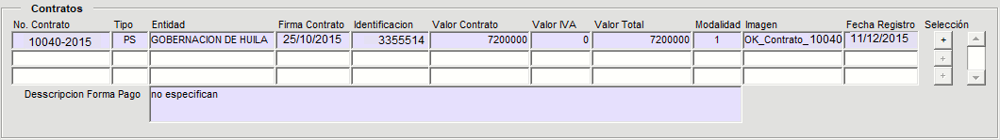 Contratos
No. Contrato Tipo Entidad Firma Contrato Identificacion Valor Contrato Valor IVA Valor Total Modalidad Imagen Fecha Registro Selección
10040-2015 PS GOBERNACION DE HUILA 25/10/2015 3355514 7200000 0 7200000 1 OK_Contrato_10040 11/12/2015 +
+
+
Desscripcion Forma Pago no especifican